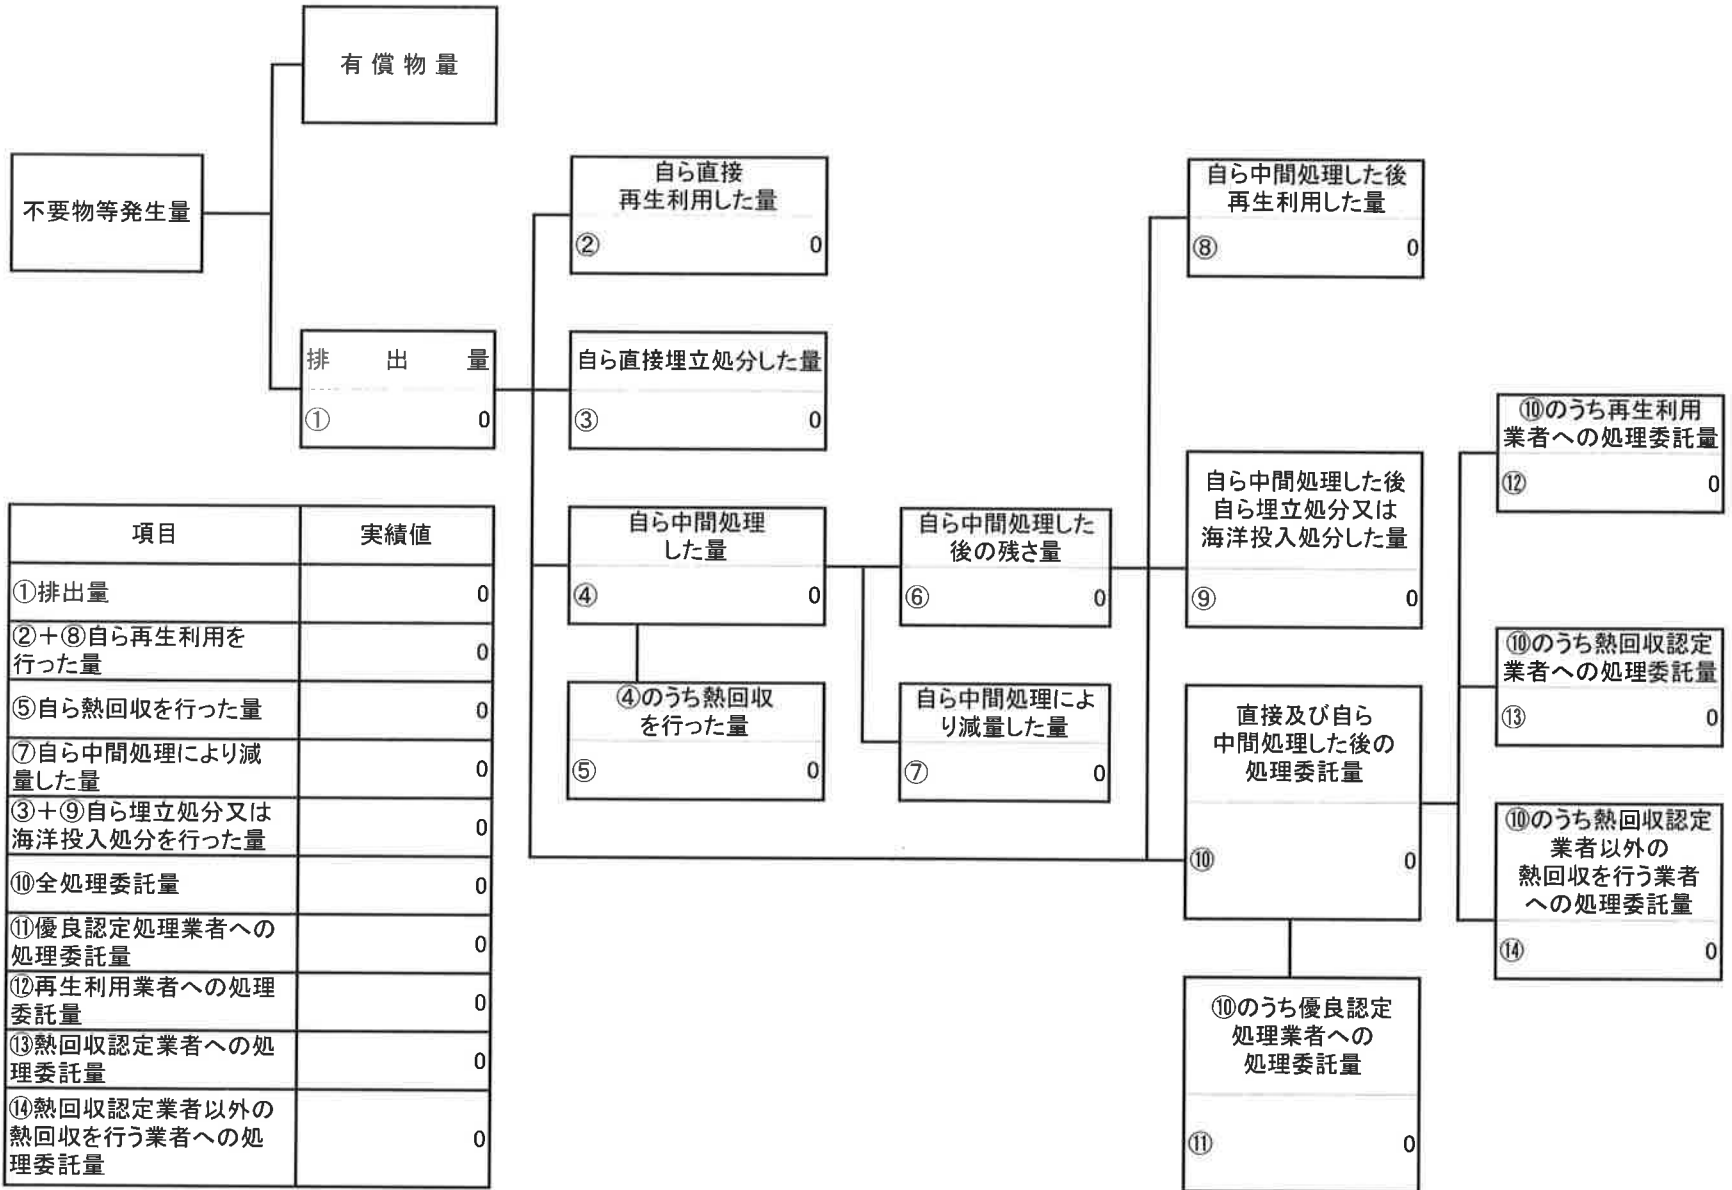 有償物量
不要物等発生量
排出量
① 0
自ら直接
再生利用した量
② 0
自ら直接埋立処分した量
③ 0
自ら中間処理
した量
④ 0
④のうち熱回収
を行った量
⑤ 0
自ら中間処理した
後の残さ量
⑥ 0
自ら中間処理によ
り減量した量
⑦ 0
自ら中間処理した後
再生利用した量
⑧ 0
自ら中間処理した後
自ら埋立処分又は
海洋投入処分した量
⑨ 0
直接及び自ら
中間処理した後の
処理委託量
⑩ 0
⑩のうち優良認定
処理業者への
処理委託量
⑪ 0
⑩のうち再生利用
業者への処理委託量
⑫ 0
⑩のうち熱回収認定
業者への処理委託量
⑬ 0
⑩のうち熱回収認定
業者以外の
熱回収を行う業者
への処理委託量
⑭ 0
項目 実績値
①排出量 0
②+⑧自ら再生利用を
行った量 0
⑤自ら熱回収を行った量 0
⑦自ら中間処理により減
量した量 0
③+⑨自ら埋立処分又は
海洋投入処分を行った量 0
⑩全処理委託量 0
⑪優良認定処理業者への
処理委託量 0
⑫再生利用業者への処理
委託量 0
⑬熱回収認定業者への処
理委託量 0
⑭熱回収認定業者以外の
熱回収を行う業者への処
理委託量 0